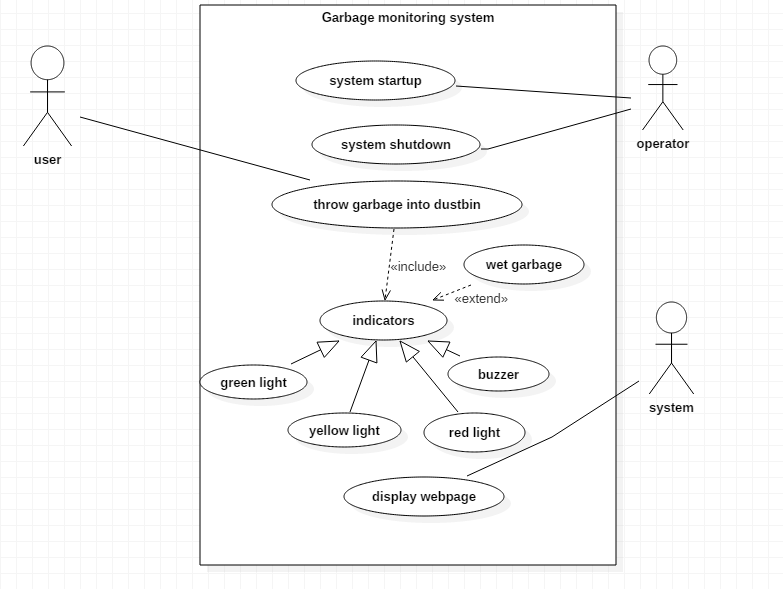 Garbage monitoring system
system startup
operator
system shutdown
user
throw garbage into dustbin
«include»
wet garbage
«extend»
indicators
green light
buzzer
system
yellow light
red light
display webpage